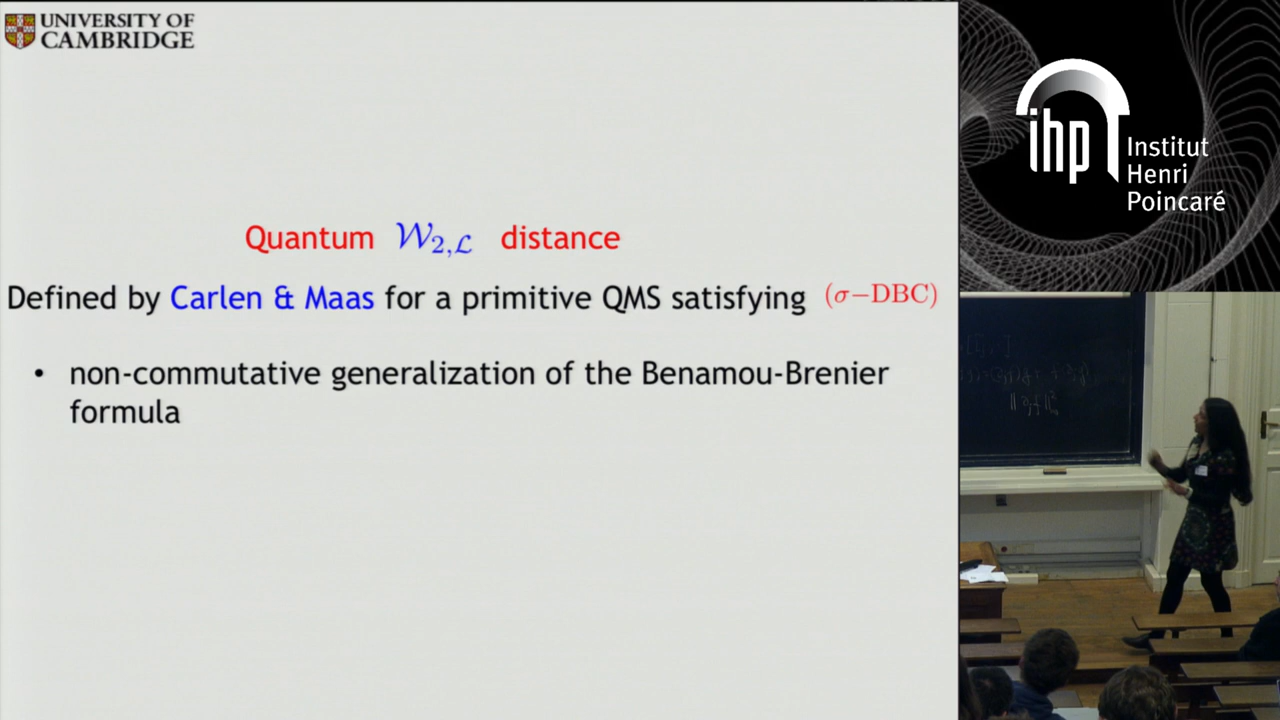 UNIVERSITY OF
CAMBRIDGE
Quantum 𝒲₂,ℒ distance
Defined by Carlen & Maas for a primitive QMS satisfying (σ−DBC)
• non-commutative generalization of the Benamou-Brenier
formula
ihp
Institut
Henri
Poincaré